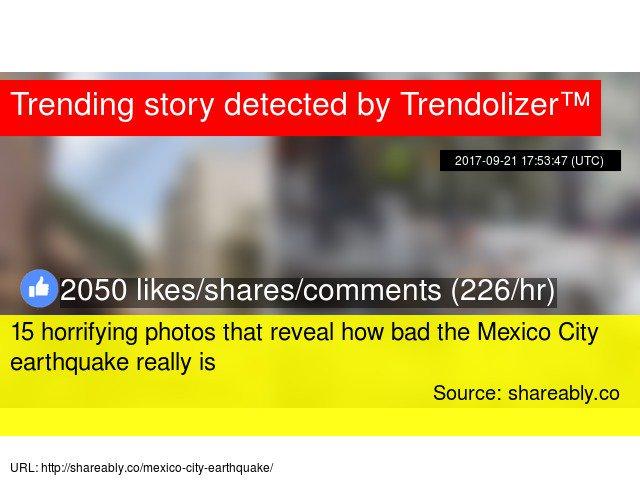 Trending story detected by Trendolizer™
2017-09-21 17:53:47 (UTC)
2050 likes/shares/comments (226/hr)
15 horrifying photos that reveal how bad the Mexico City
earthquake really is
Source: shareably.co
URL: http://shareably.co/mexico-city-earthquake/